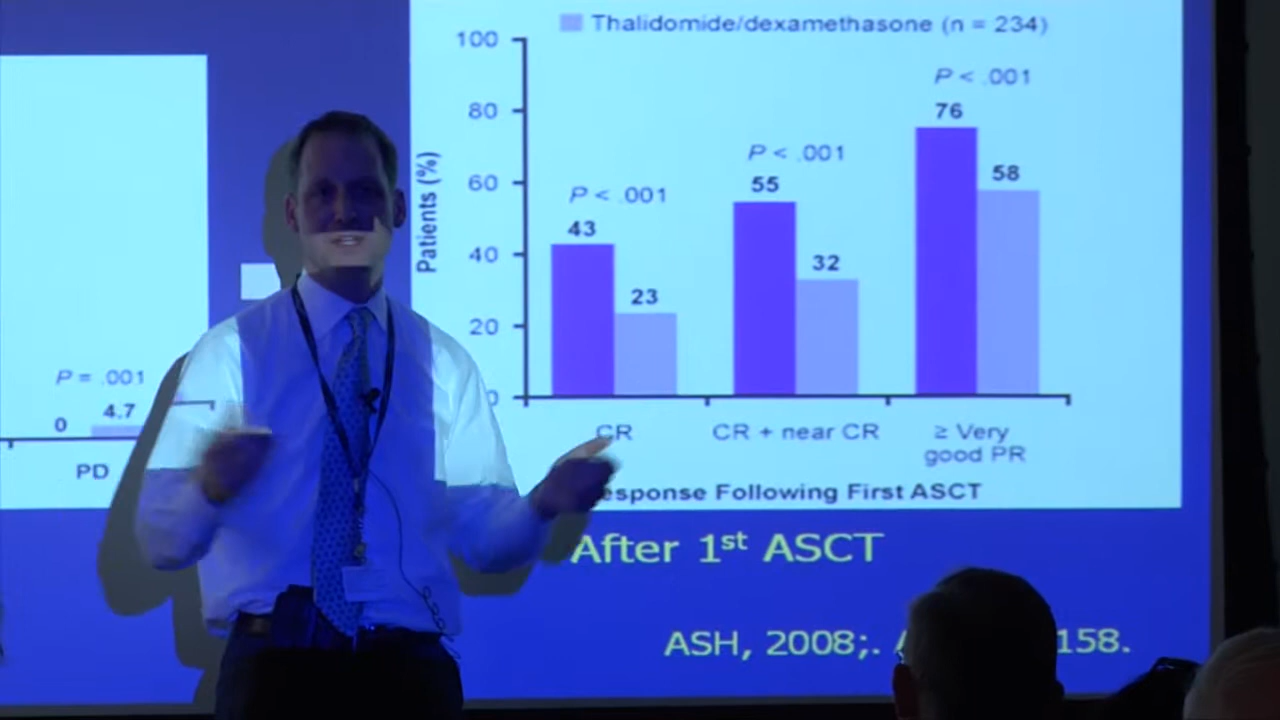 Thalidomide/dexamethasone (n = 234)
100
80
60
40
20
0
Patients (%)
P < .001
43
23
P < .001
55
32
P < .001
76
58
CR
CR + near CR
≥ Very
good PR
esponse Following First ASCT
P = .001
0
4.7
PD
After 1st ASCT
ASH, 2008;. A 158.